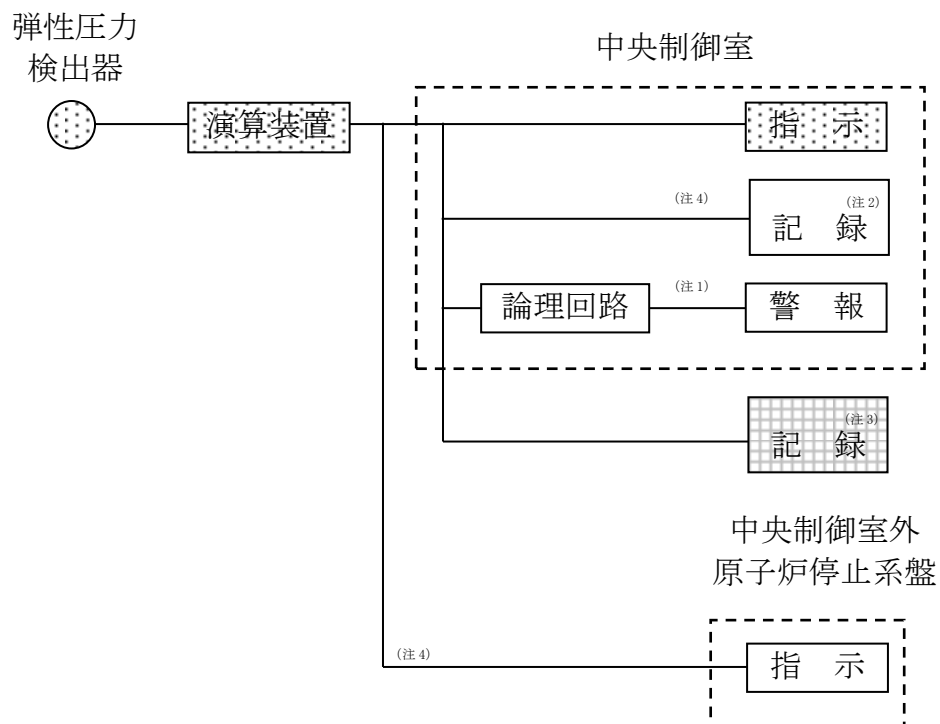 弾性圧力
検出器
中央制御室
演算装置
指 示
(注4)
(注2)
記 録
論理回路
(注1)
警 報
(注3)
記 録
中央制御室外
原子炉停止系盤
(注4)
指 示